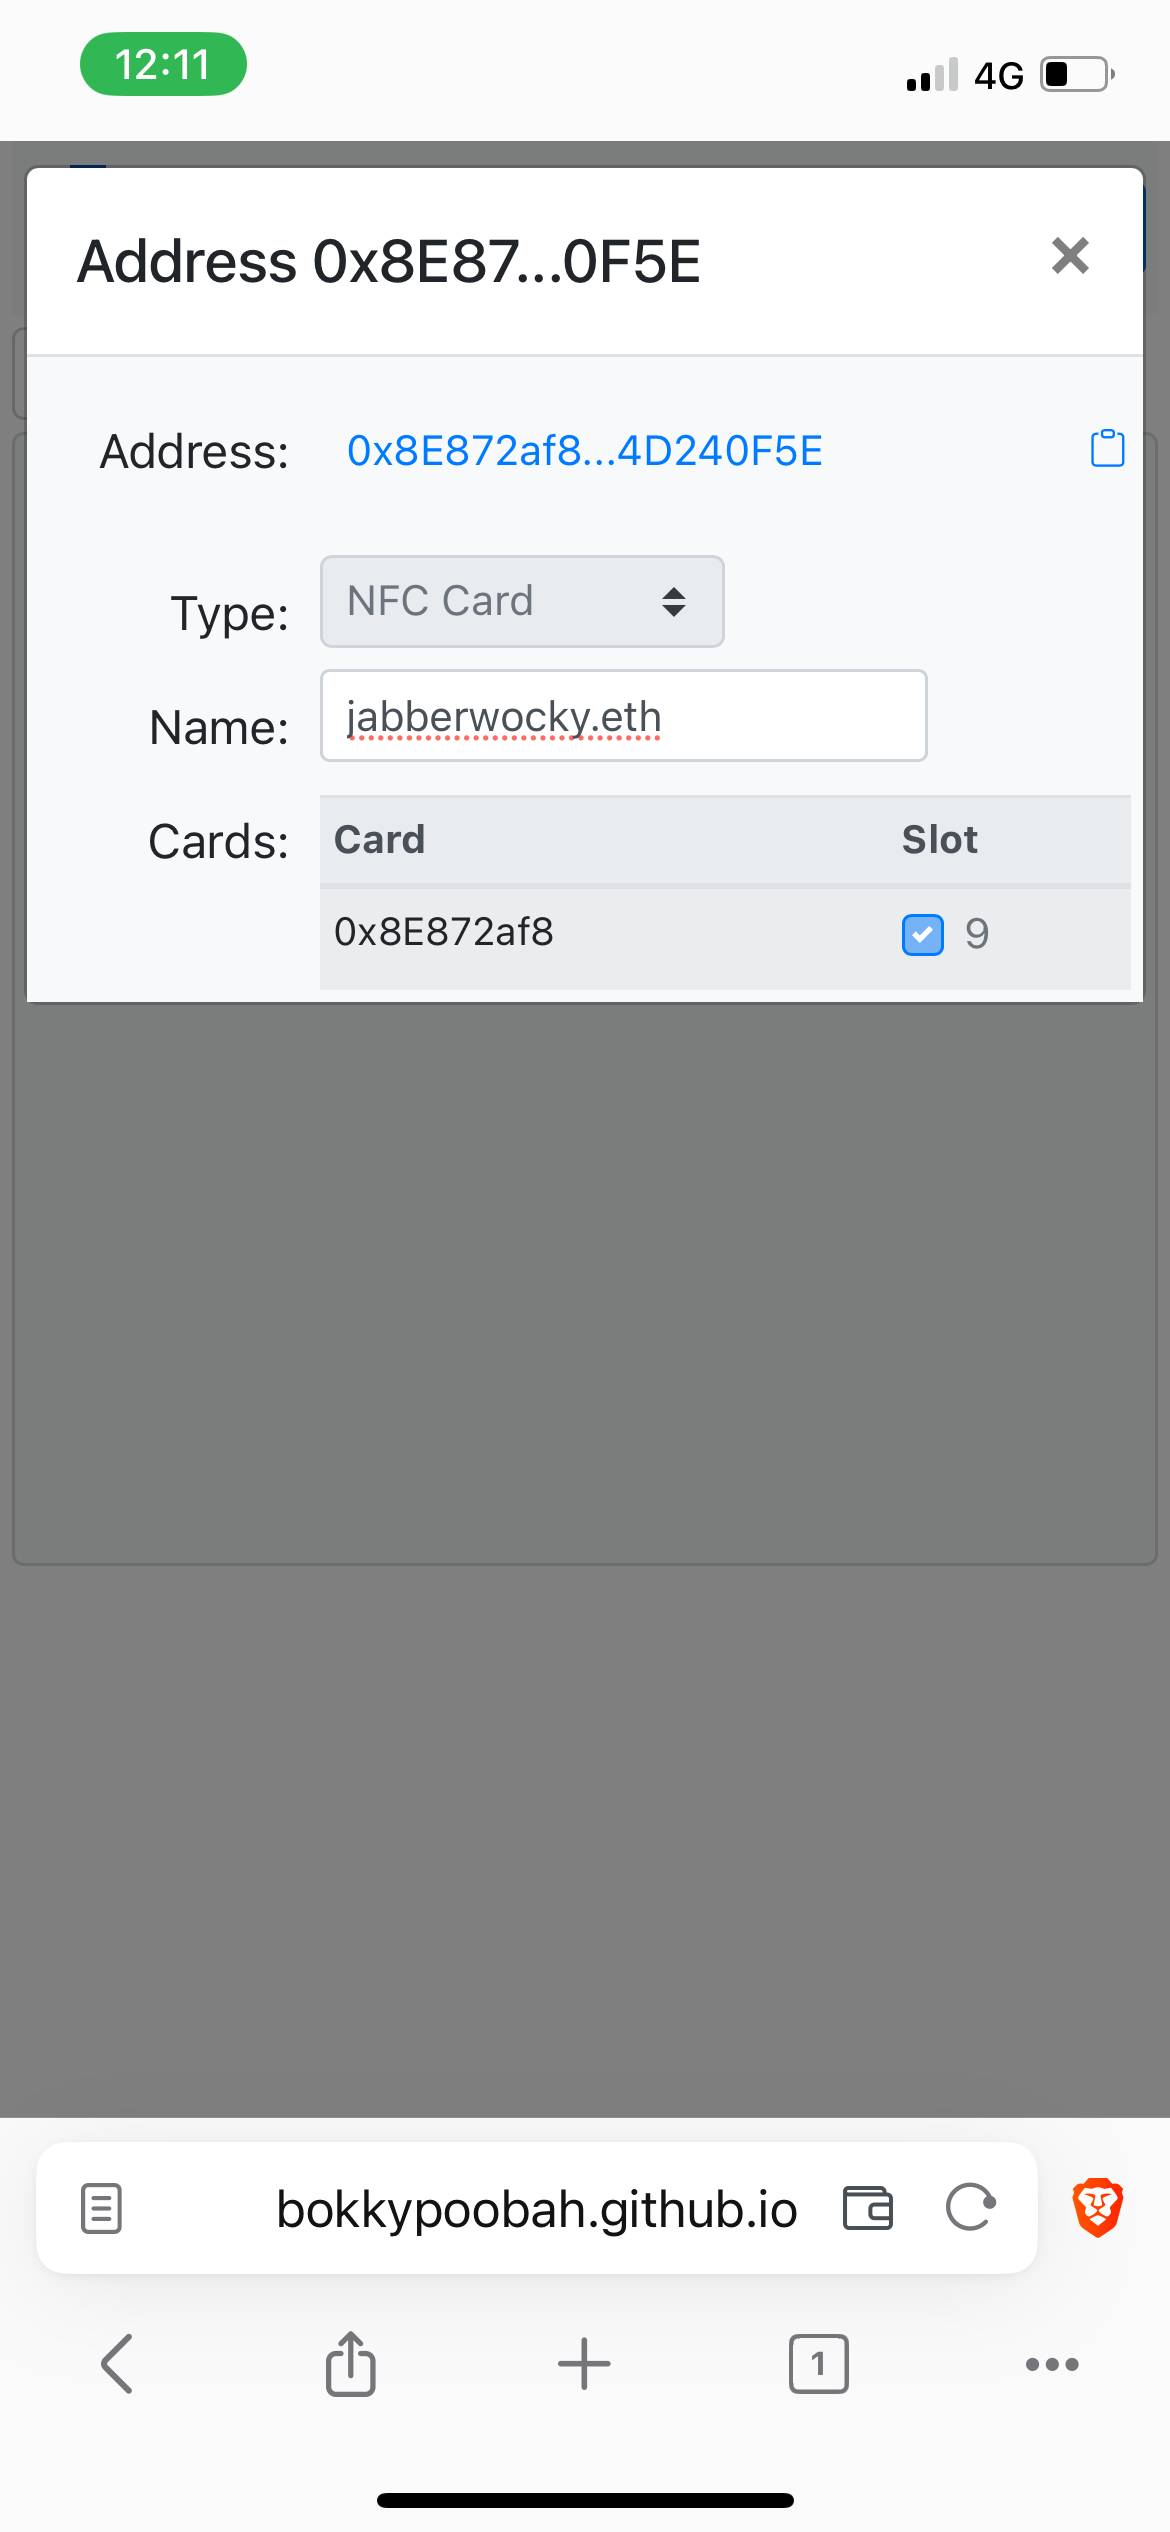 12:11
4G
Address 0x8E87...0F5E
Address: 0x8E872af8...4D240F5E
Type: NFC Card
Name: jabberwocky.eth
Cards: Card Slot
0x8E872af8 9
bokkypoobah.github.io
1